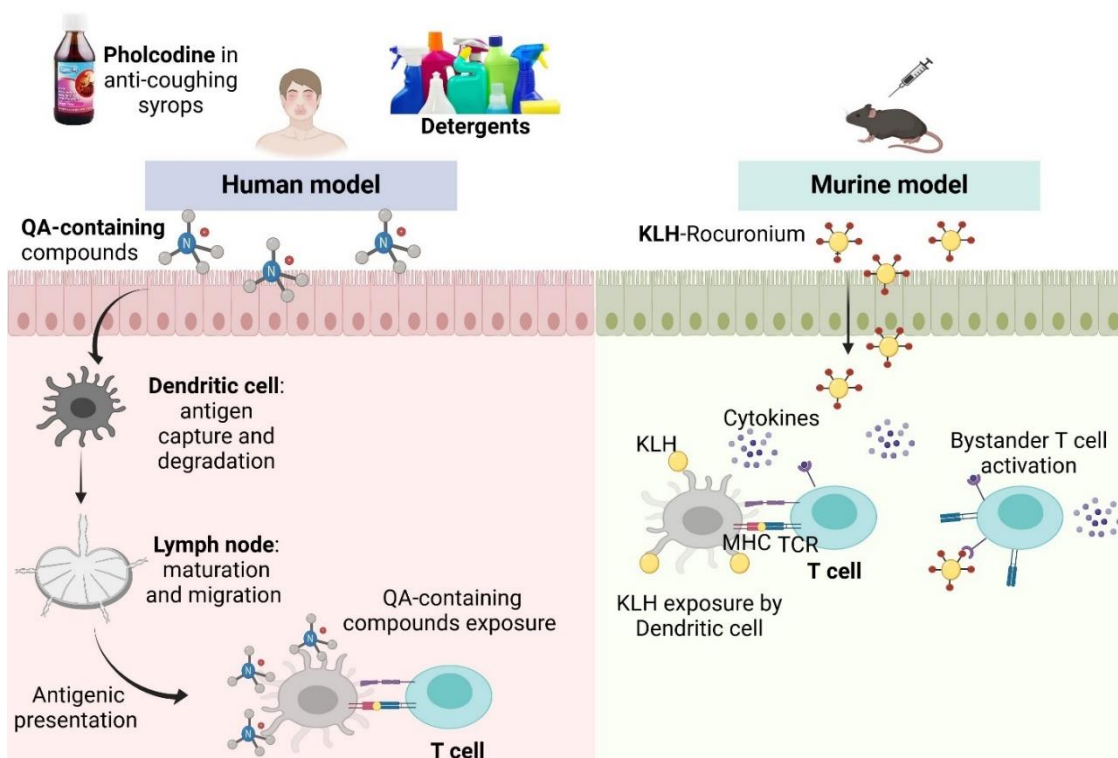 Pholcodine in
anti-coughing
syrops
Detergents
Human model
QA-containing
compounds
N
N
N
Dendritic cell:
antigen
capture and
degradation
Lymph node:
maturation
and migration
Antigenic
presentation
QA-containing
compounds exposure
N
N
N
T cell
Murine model
KLH-Rocuronium
Cytokines
KLH
MHC TCR
T cell
KLH exposure by
Dendritic cell
Bystander T cell
activation